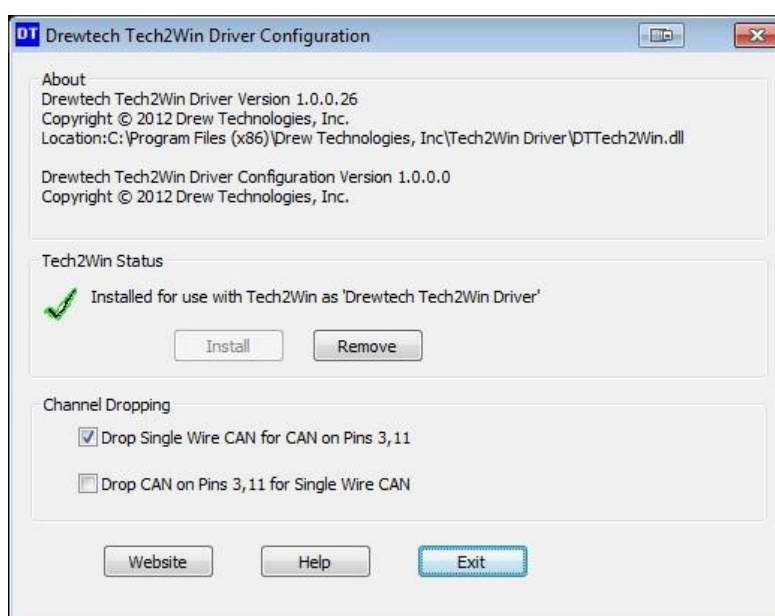 DT Drewtech Tech2Win Driver Configuration
About
Drewtech Tech2Win Driver Version 1.0.0.26
Copyright © 2012 Drew Technologies, Inc.
Location:C:\Program Files (x86)\Drew Technologies, Inc\Tech2Win Driver\DTTech2Win.dll
Drewtech Tech2Win Driver Configuration Version 1.0.0.0
Copyright © 2012 Drew Technologies, Inc.
Tech2Win Status
Installed for use with Tech2Win as 'Drewtech Tech2Win Driver'
Install Remove
Channel Dropping
Drop Single Wire CAN for CAN on Pins 3,11
Drop CAN on Pins 3,11 for Single Wire CAN
Website Help Exit